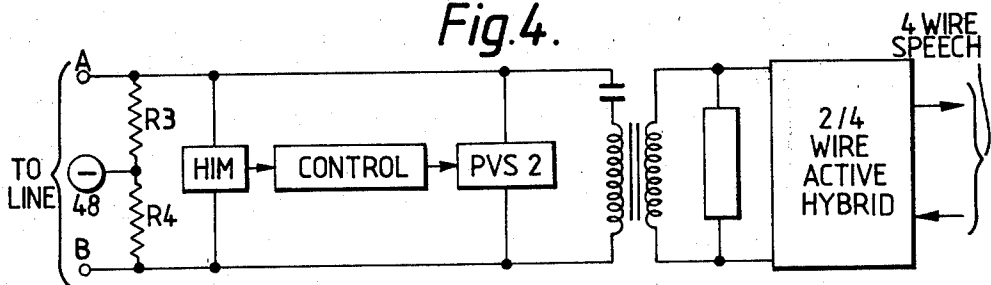 Fig.4.
4 WIRE
SPEECH
A
R3
TO
LINE
−
48
R4
B
HIM
CONTROL
PVS 2
2/4
WIRE
ACTIVE
HYBRID